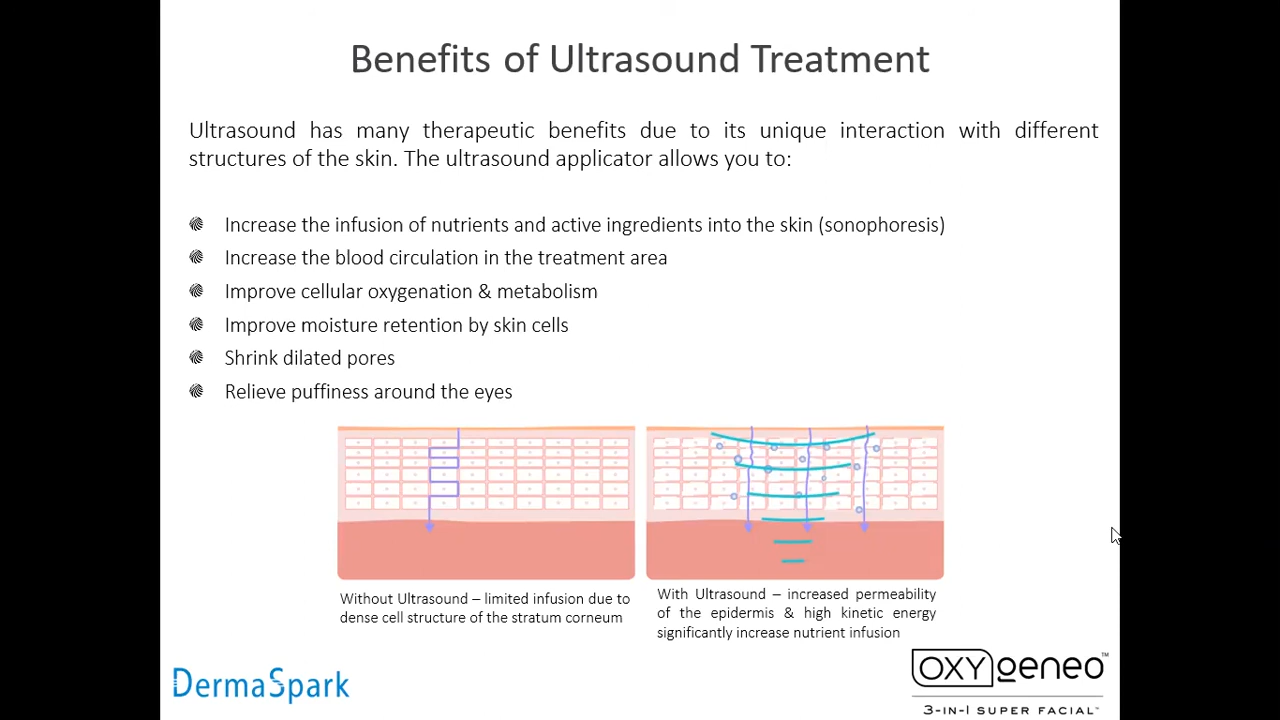 Benefits of Ultrasound Treatment
Ultrasound has many therapeutic benefits due to its unique interaction with different
structures of the skin. The ultrasound applicator allows you to:
Increase the infusion of nutrients and active ingredients into the skin (sonophoresis)
Increase the blood circulation in the treatment area
Improve cellular oxygenation & metabolism
Improve moisture retention by skin cells
Shrink dilated pores
Relieve puffiness around the eyes
Without Ultrasound – limited infusion due to
dense cell structure of the stratum corneum
With Ultrasound – increased permeability
of the epidermis & high kinetic energy
significantly increase nutrient infusion
DermaSpark
OXYgeneo™
3-IN-1 SUPER FACIAL™